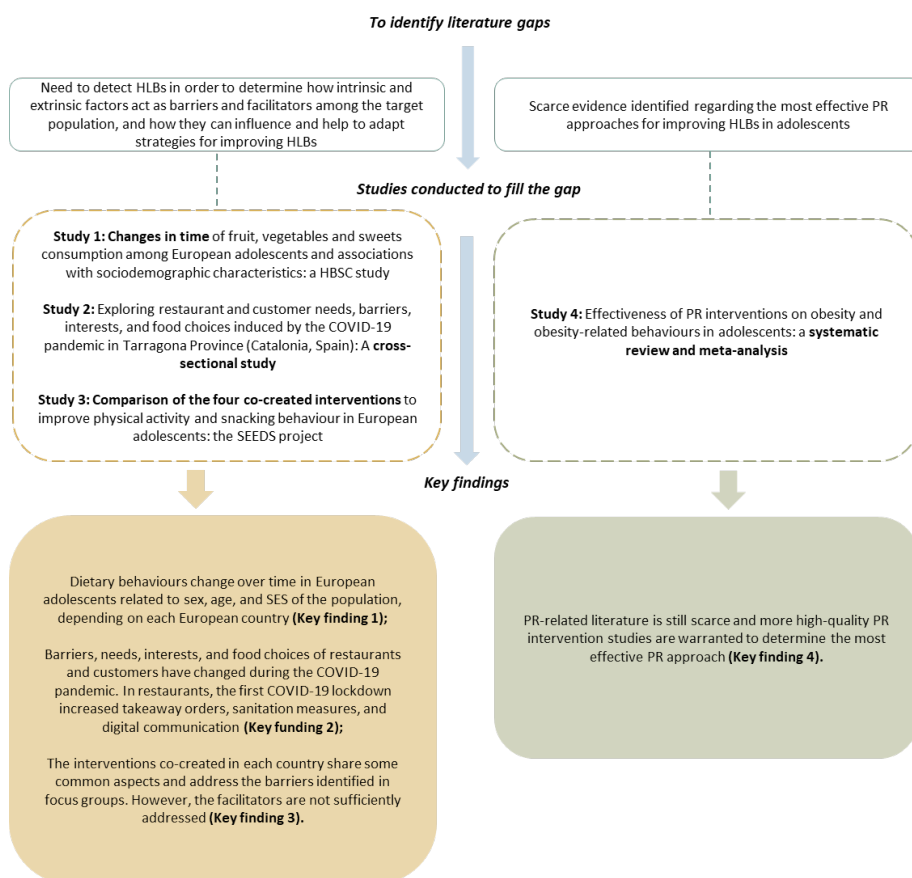 To identify literature gaps
Need to detect HLBs in order to determine how intrinsic
and extrinsic factors act as barriers and facilitators among the
target population, and how they can influence and help to adapt
strategies for improving HLBs
Scarce evidence identified regarding the most effective PR
approaches for improving HLBs in adolescents
Studies conducted to fill the gap
Study 1: Changes in time of fruit, vegetables and sweets
consumption among European adolescents and associations
with sociodemographic characteristics: a HBSC study
Study 2: Exploring restaurant and customer needs, barriers,
interests, and food choices induced by the COVID-19
pandemic in Tarragona Province (Catalonia, Spain): A cross-
sectional study
Study 3: Comparison of the four co-created interventions to
improve physical activity and snacking behaviour in European
adolescents: the SEEDS project
Study 4: Effectiveness of PR interventions on obesity and
obesity-related behaviours in adolescents: a systematic
review and meta-analysis
Key findings
Dietary behaviours change over time in European
adolescents related to sex, age, and SES of the population,
depending on each European country (Key finding 1);
Barriers, needs, interests, and food choices of restaurants
and customers have changed during the COVID-19
pandemic. In restaurants, the first COVID-19 lockdown
increased takeaway orders, sanitation measures, and
digital communication (Key funding 2);
The interventions co-created in each country share some
common aspects and address the barriers identified in
focus groups. However, the facilitators are not sufficiently
addressed (Key finding 3).
PR-related literature is still scarce and more high-quality PR
intervention studies are warranted to determine the most
effective PR approach (Key finding 4).